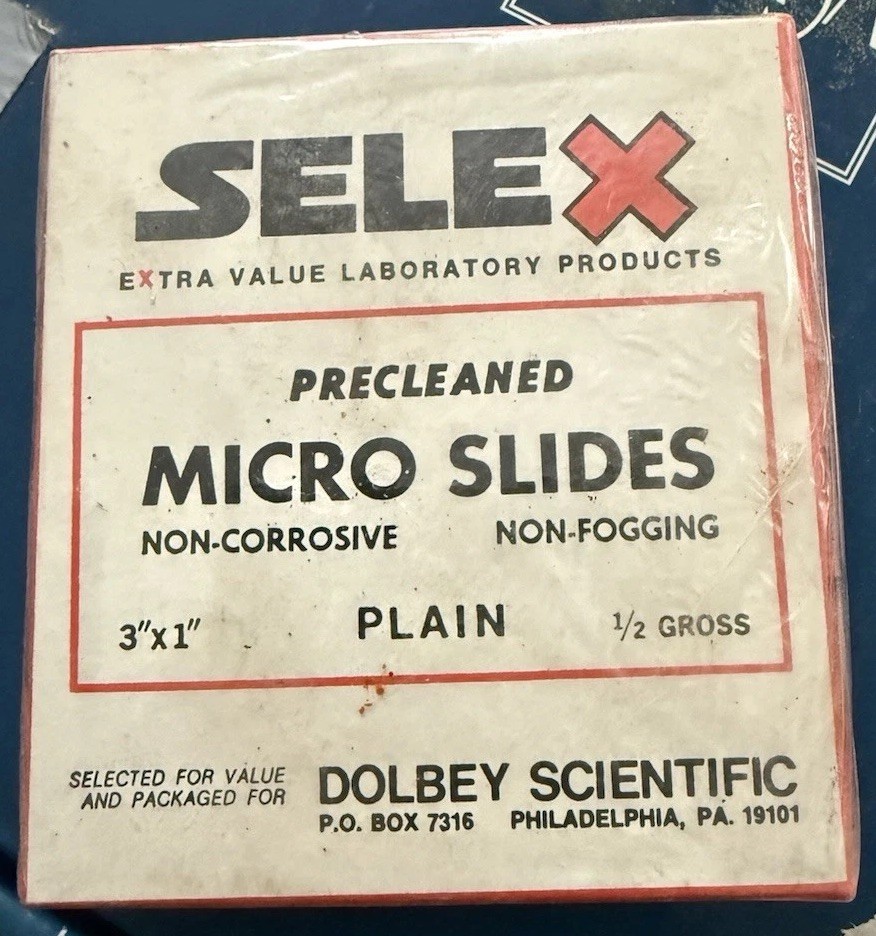 SELEX
EXTRA VALUE LABORATORY PRODUCTS
PRECLEANED
MICRO SLIDES
NON-CORROSIVE NON-FOGGING
3"x1" PLAIN 1/2 GROSS
SELECTED FOR VALUE
AND PACKAGED FOR
DOLBEY SCIENTIFIC
P.O. BOX 7316 PHILADELPHIA, PA. 19101